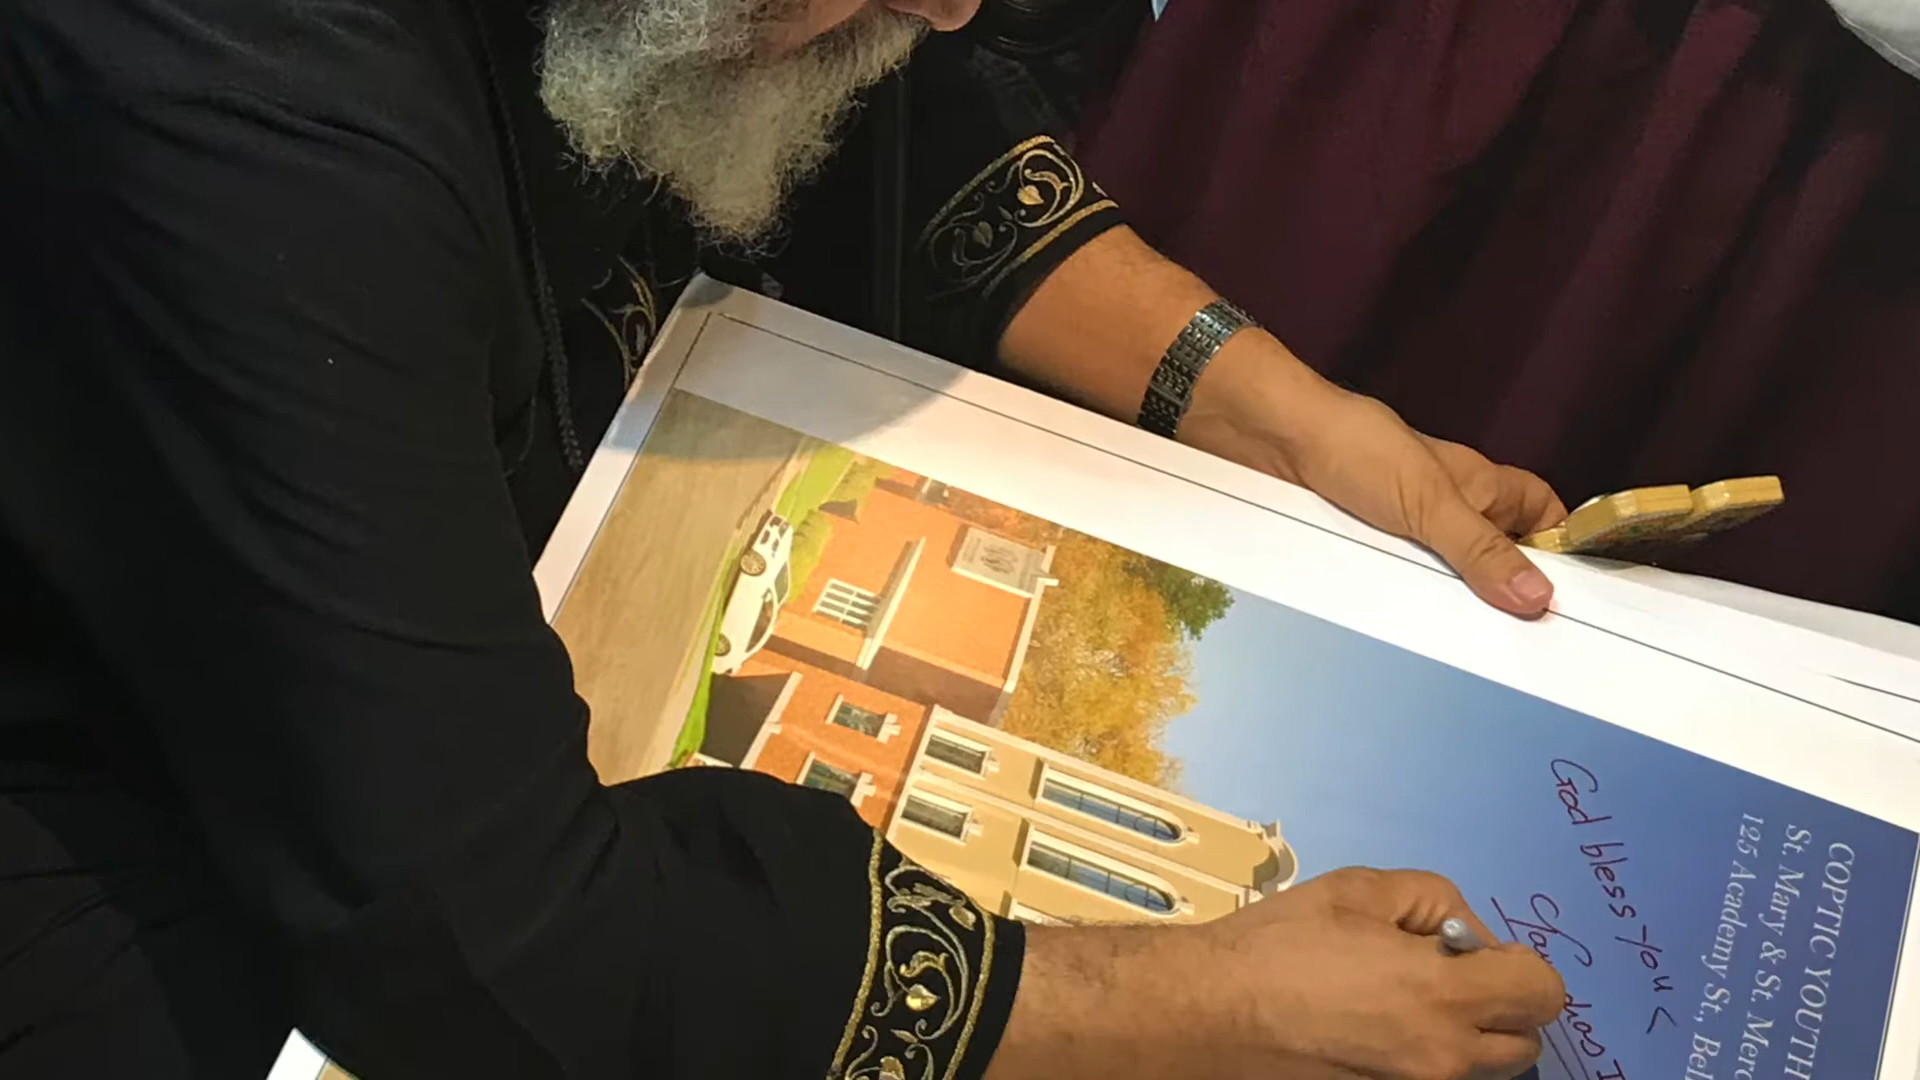 COPTIC YOUTH
St. Mary & St. Merc
125 Academy St., Bel
God bless you